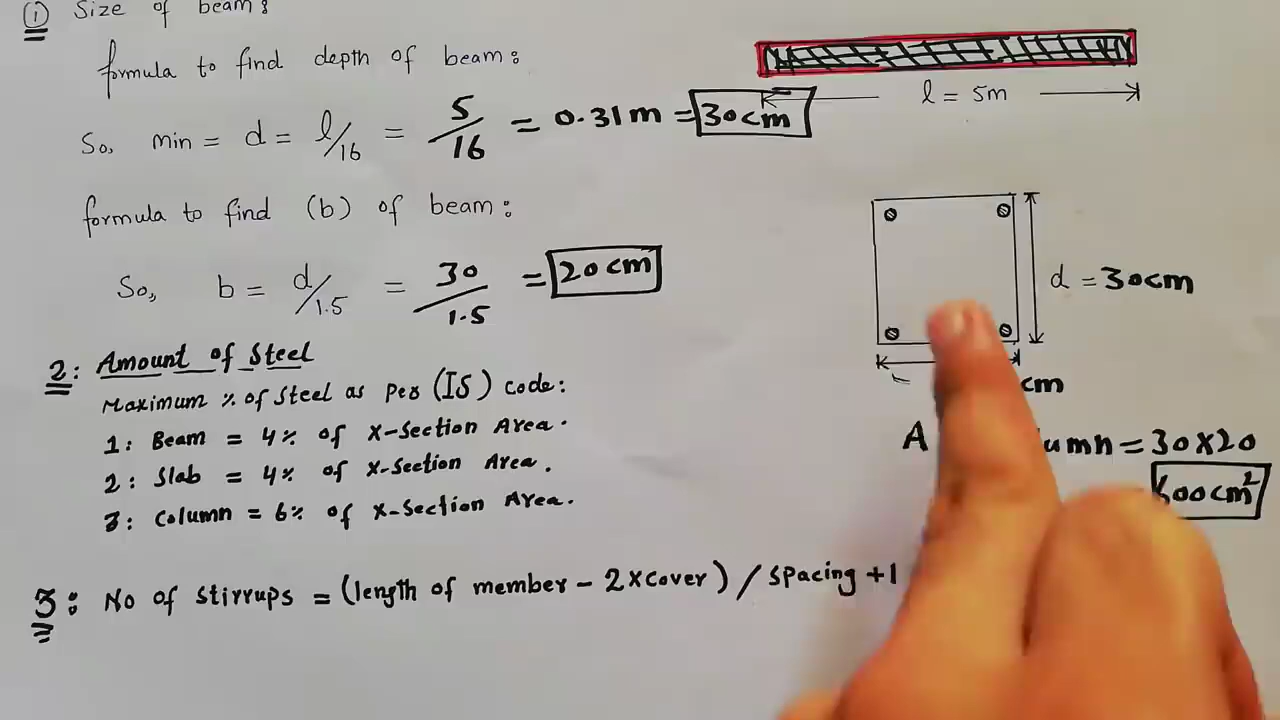 ① Size of beam:
formula to find depth of beam:
So, min = d = l/16 = 5/16 = 0.31m = 30cm
l = 5m
formula to find (b) of beam:
So, b = d/1.5 = 30/1.5 = 20cm
d = 30cm
cm
2: Amount of Steel
Maximum % of Steel as Per (IS) code:
1: Beam = 4% of X-Section Area.
2: Slab = 4% of X-Section Area.
3: Column = 6% of X-Section Area.
A umn = 30X20
600cm²
3: No of stirrups = (length of member - 2xcover) / spacing +1